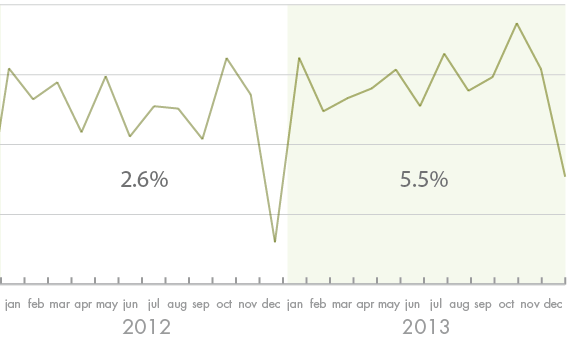 2.6% 5.5%
jan feb mar apr may jun jul aug sep oct nov dec jan feb mar apr may jun jul aug sep oct nov dec
2012 2013